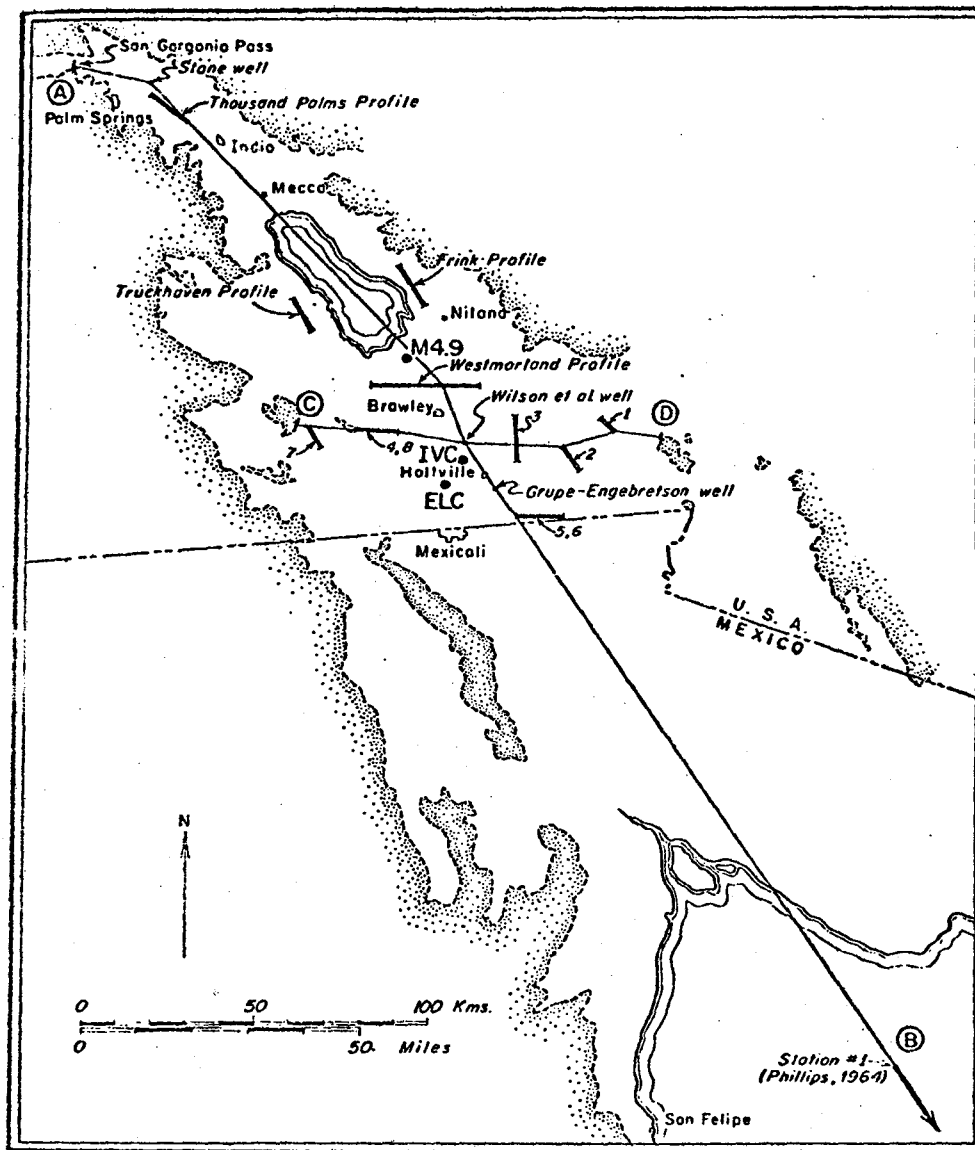 San Gorgonio Pass
Stone well
A
Palm Springs
Thousand Palms Profile
Indio
Mecca
Frink Profile
Truckhaven Profile
Niland
M4.9
Westmorland Profile
Wilson et al. well
Brawley
C
3
1
D
7
4,8
2
IVC
Holtville
ELC
Grupe-Engebretson well
5,6
Mexicali
U. S. A.
MEXICO
N
0 50 100 Kms.
0 50 Miles
B
Station #1
(Phillips, 1964)
San Felipe